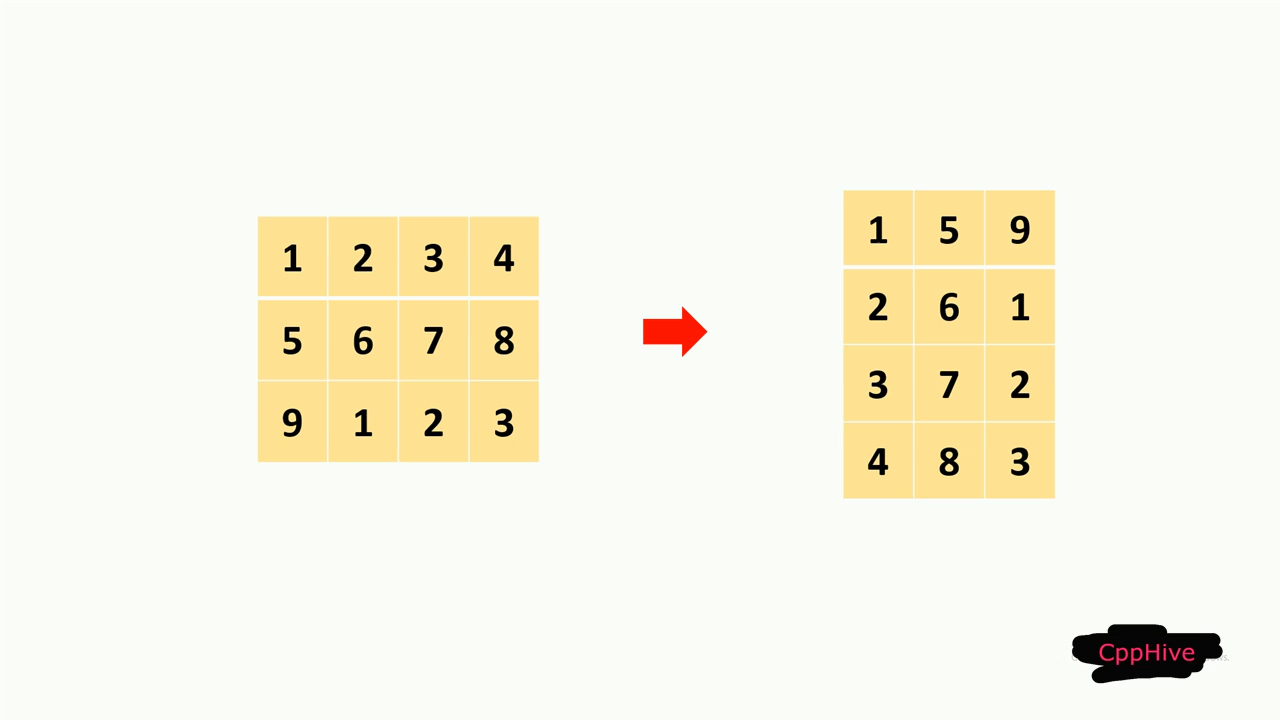 1 2 3 4
5 6 7 8
9 1 2 3
1 5 9
2 6 1
3 7 2
4 8 3
CppHive